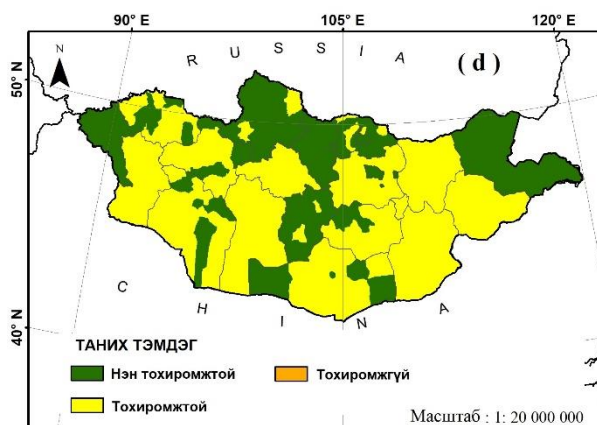 90° E
105° E
120° E
N
R U S S I A
( d )
50° N
40° N
C H I N A
ТАНИХ ТЭМДЭГ
Нэн тохиромжтой
Тохиромжгүй
Тохиромжтой
Масштаб : 1: 20 000 000